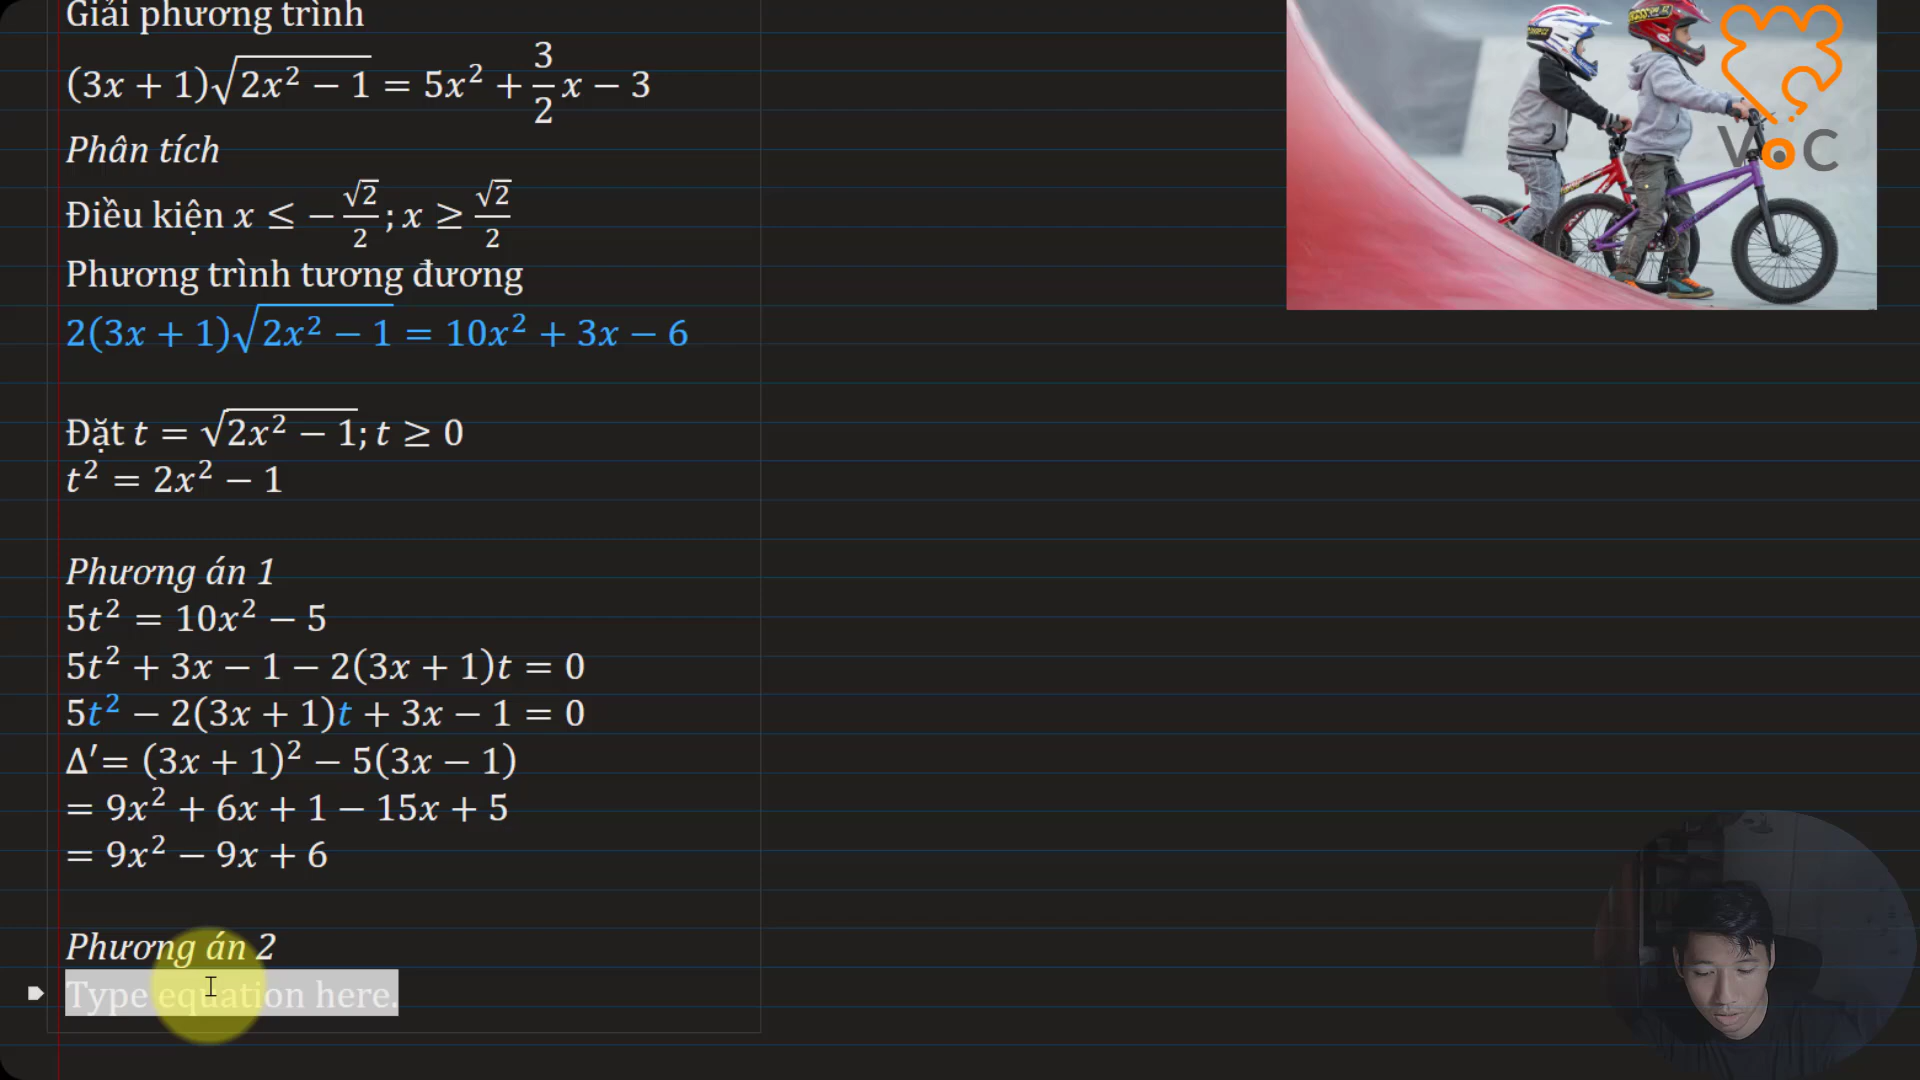 Giải phương trình
(3x + 1)√(2x² − 1) = 5x² + 3/2 x − 3
Phân tích
Điều kiện x ≤ −√2/2 ; x ≥ √2/2
Phương trình tương đương
2(3x + 1)√(2x² − 1) = 10x² + 3x − 6
Đặt t = √(2x² − 1); t ≥ 0
t² = 2x² − 1
Phương án 1
5t² = 10x² − 5
5t² + 3x − 1 − 2(3x + 1)t = 0
5t² − 2(3x + 1)t + 3x − 1 = 0
Δ′= (3x + 1)² − 5(3x − 1)
= 9x² + 6x + 1 − 15x + 5
= 9x² − 9x + 6
Phương án 2
Type equation here.
VOC